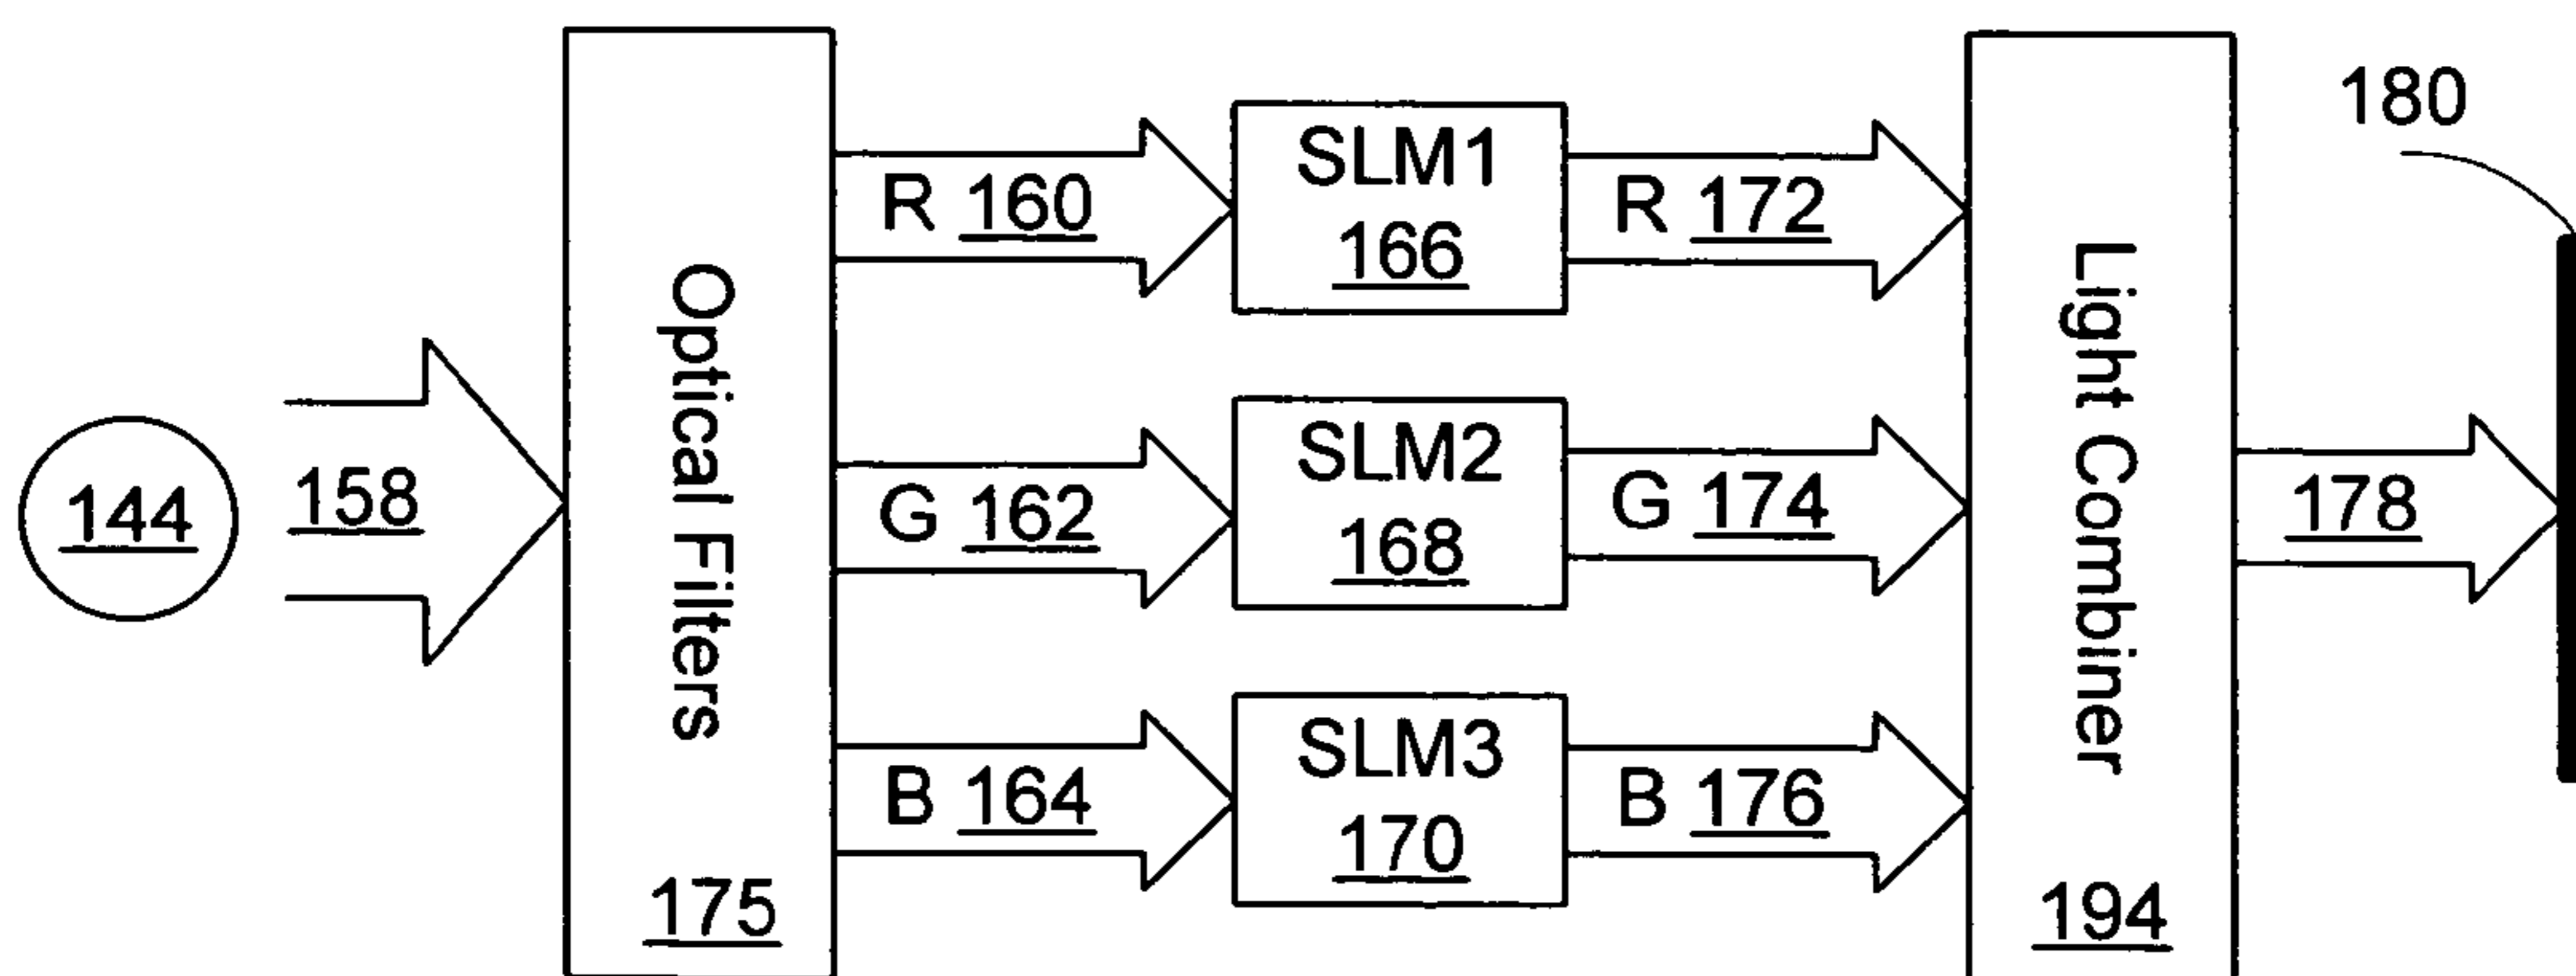 144
158
Optical Filters
175
R 160
G 162
B 164
SLM1
166
SLM2
168
SLM3
170
R 172
G 174
B 176
Light Combiner
194
178
180